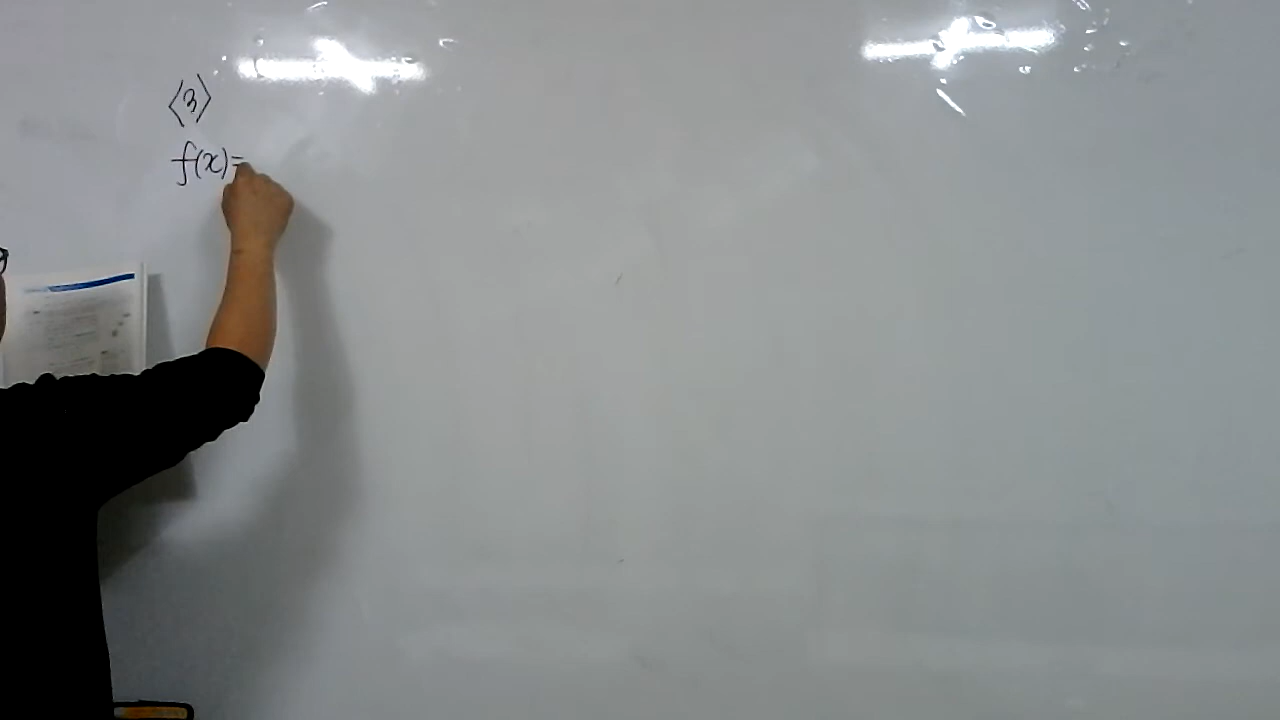 〈3〉
f(x)=